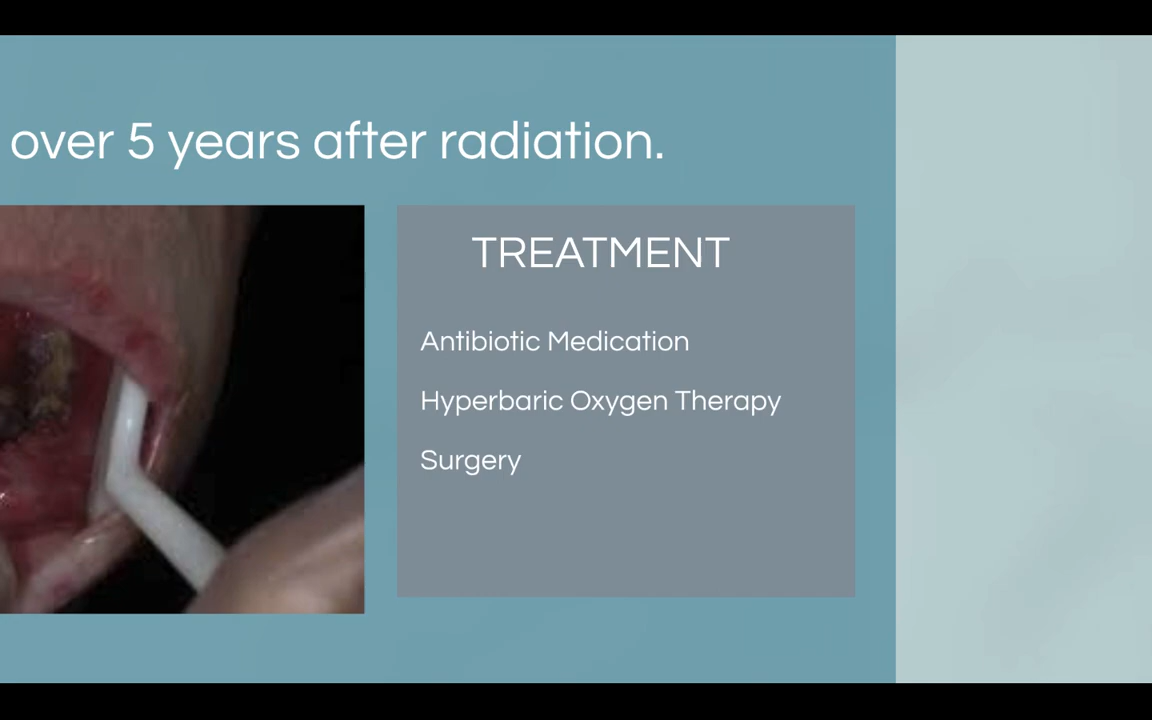 over 5 years after radiation.
TREATMENT
Antibiotic Medication
Hyperbaric Oxygen Therapy
Surgery